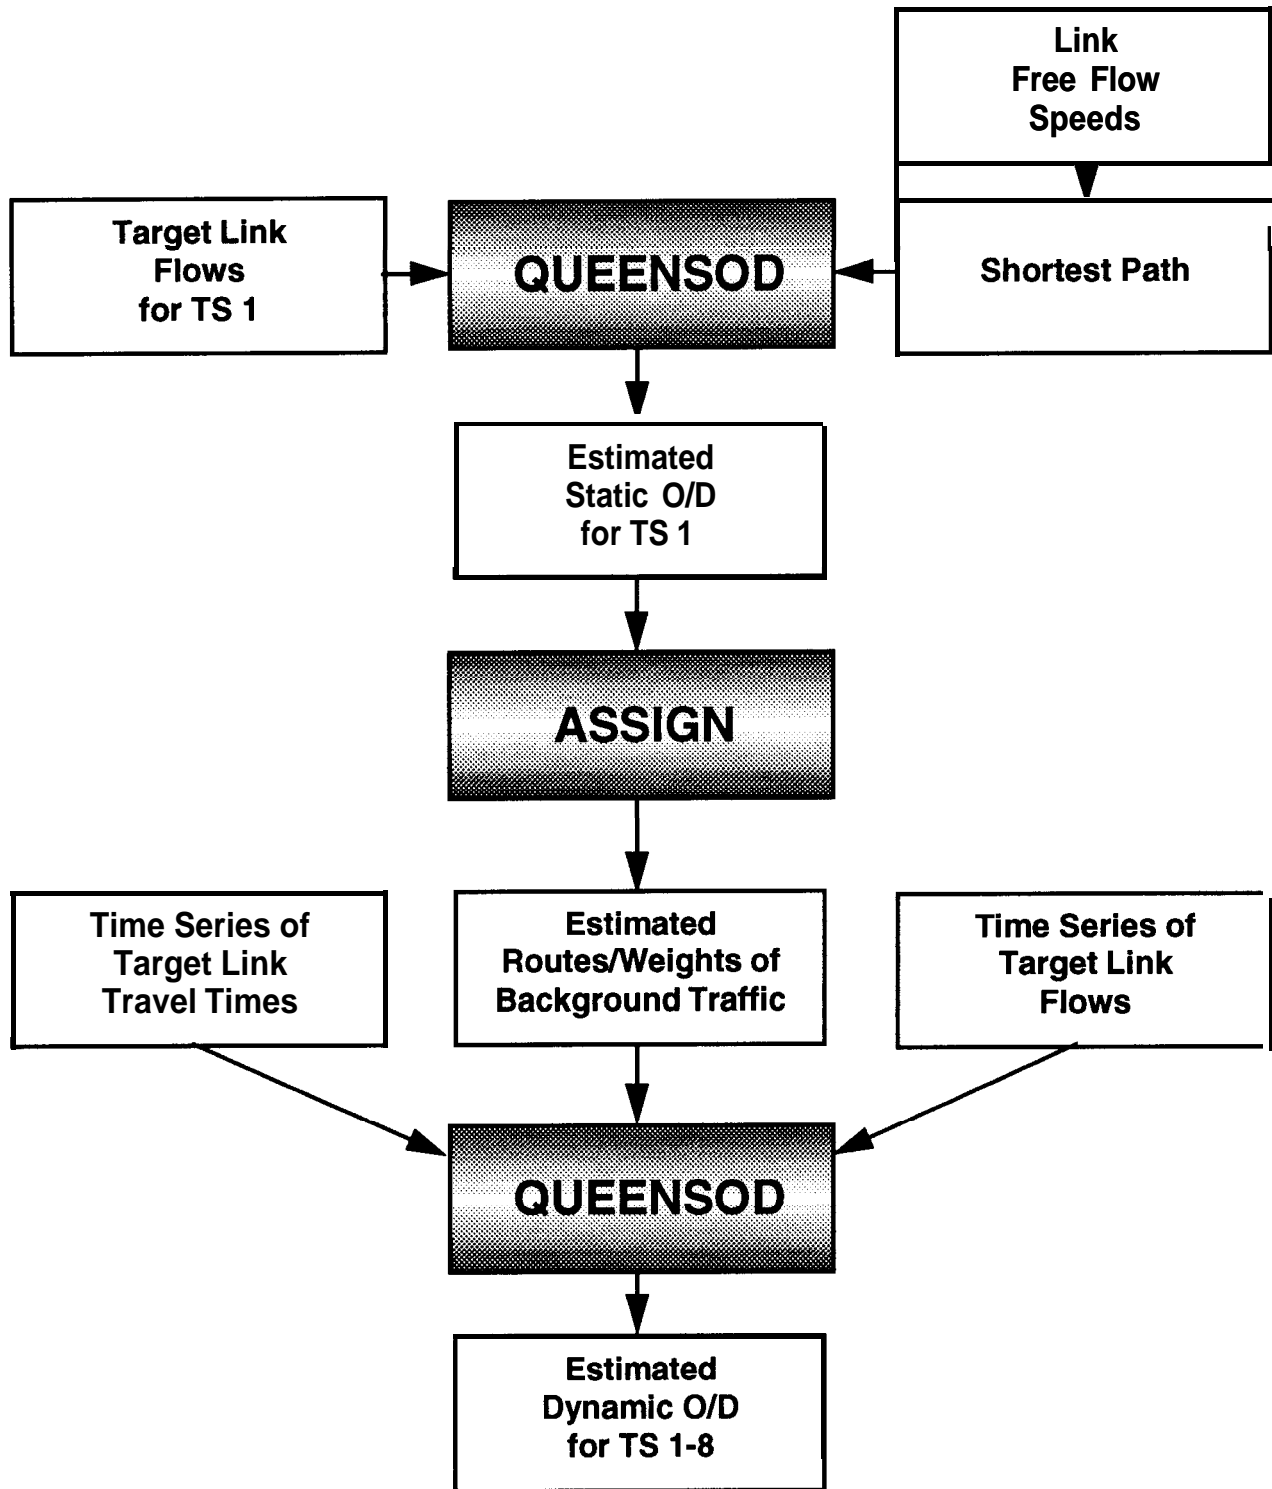 Link
Free Flow
Speeds
Target Link
Flows
for TS 1
QUEENSOD
Shortest Path
Estimated
Static O/D
for TS 1
ASSIGN
Time Series of
Target Link
Travel Times
Estimated
Routes/Weights of
Background Traffic
Time Series of
Target Link
Flows
QUEENSOD
Estimated
Dynamic O/D
for TS 1-8